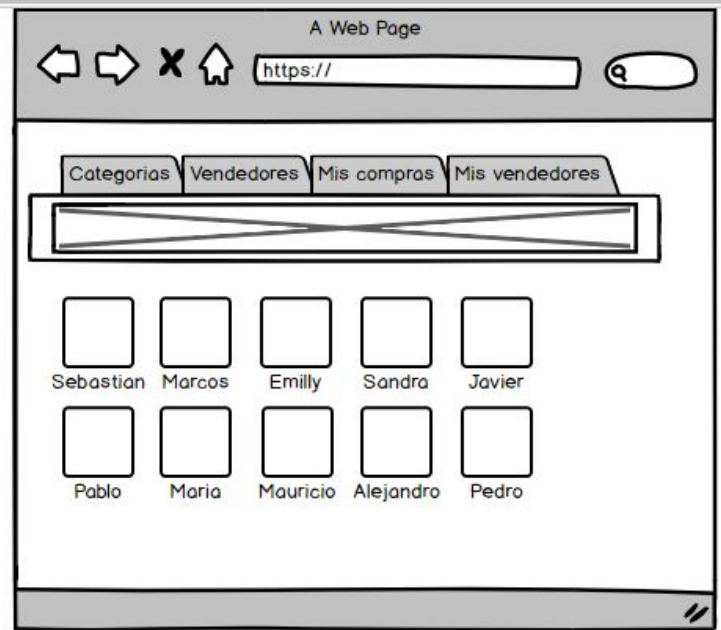 A Web Page
https://
Categorias Vendedores Mis compras Mis vendedores
Sebastian Marcos Emilly Sandra Javier
Pablo Maria Mauricio Alejandro Pedro